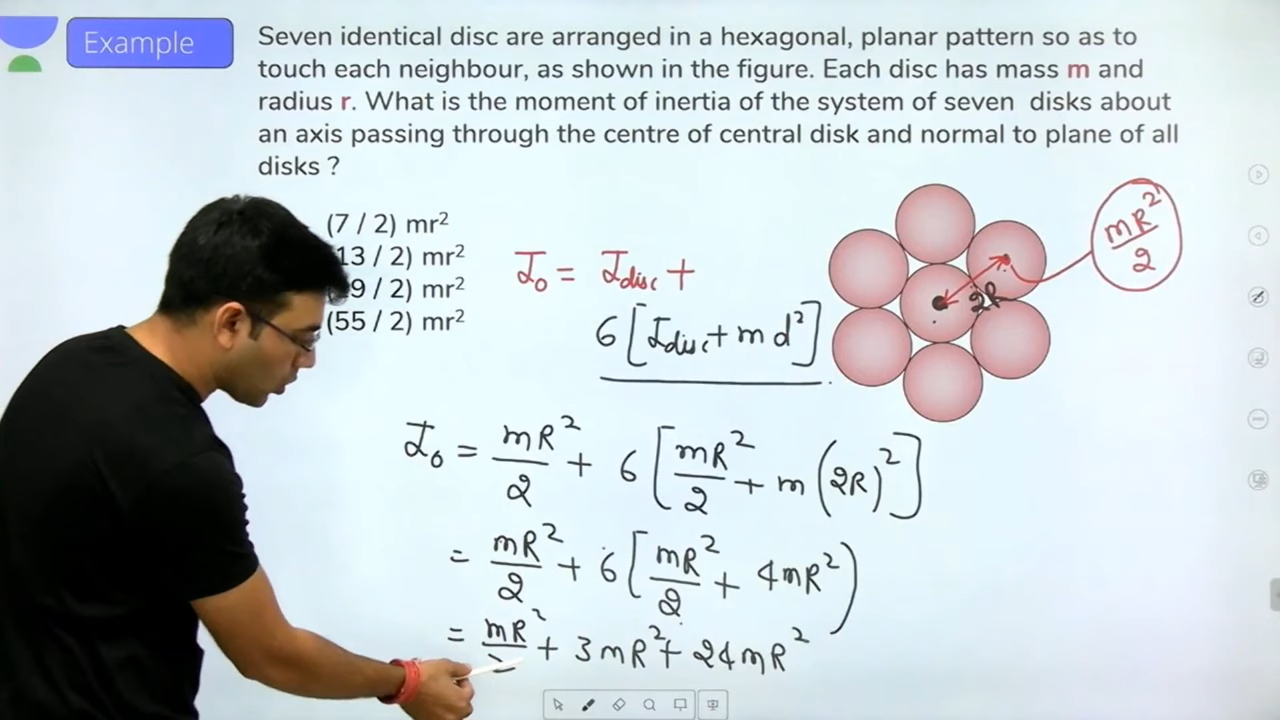 Example
Seven identical disc are arranged in a hexagonal, planar pattern so as to
touch each neighbour, as shown in the figure. Each disc has mass m and
radius r. What is the moment of inertia of the system of seven disks about
an axis passing through the centre of central disk and normal to plane of all
disks ?
(7 / 2) mr²
13 / 2) mr²
9 / 2) mr²
(55 / 2) mr²
I₀ = I_disc +
6 [I_disc + md²]
2R
mR²/2
I₀ = mR²/2 + 6 [mR²/2 + m (2R)²]
= mR²/2 + 6 [mR²/2 + 4mR²)
= mR²/2 + 3mR² + 24mR²